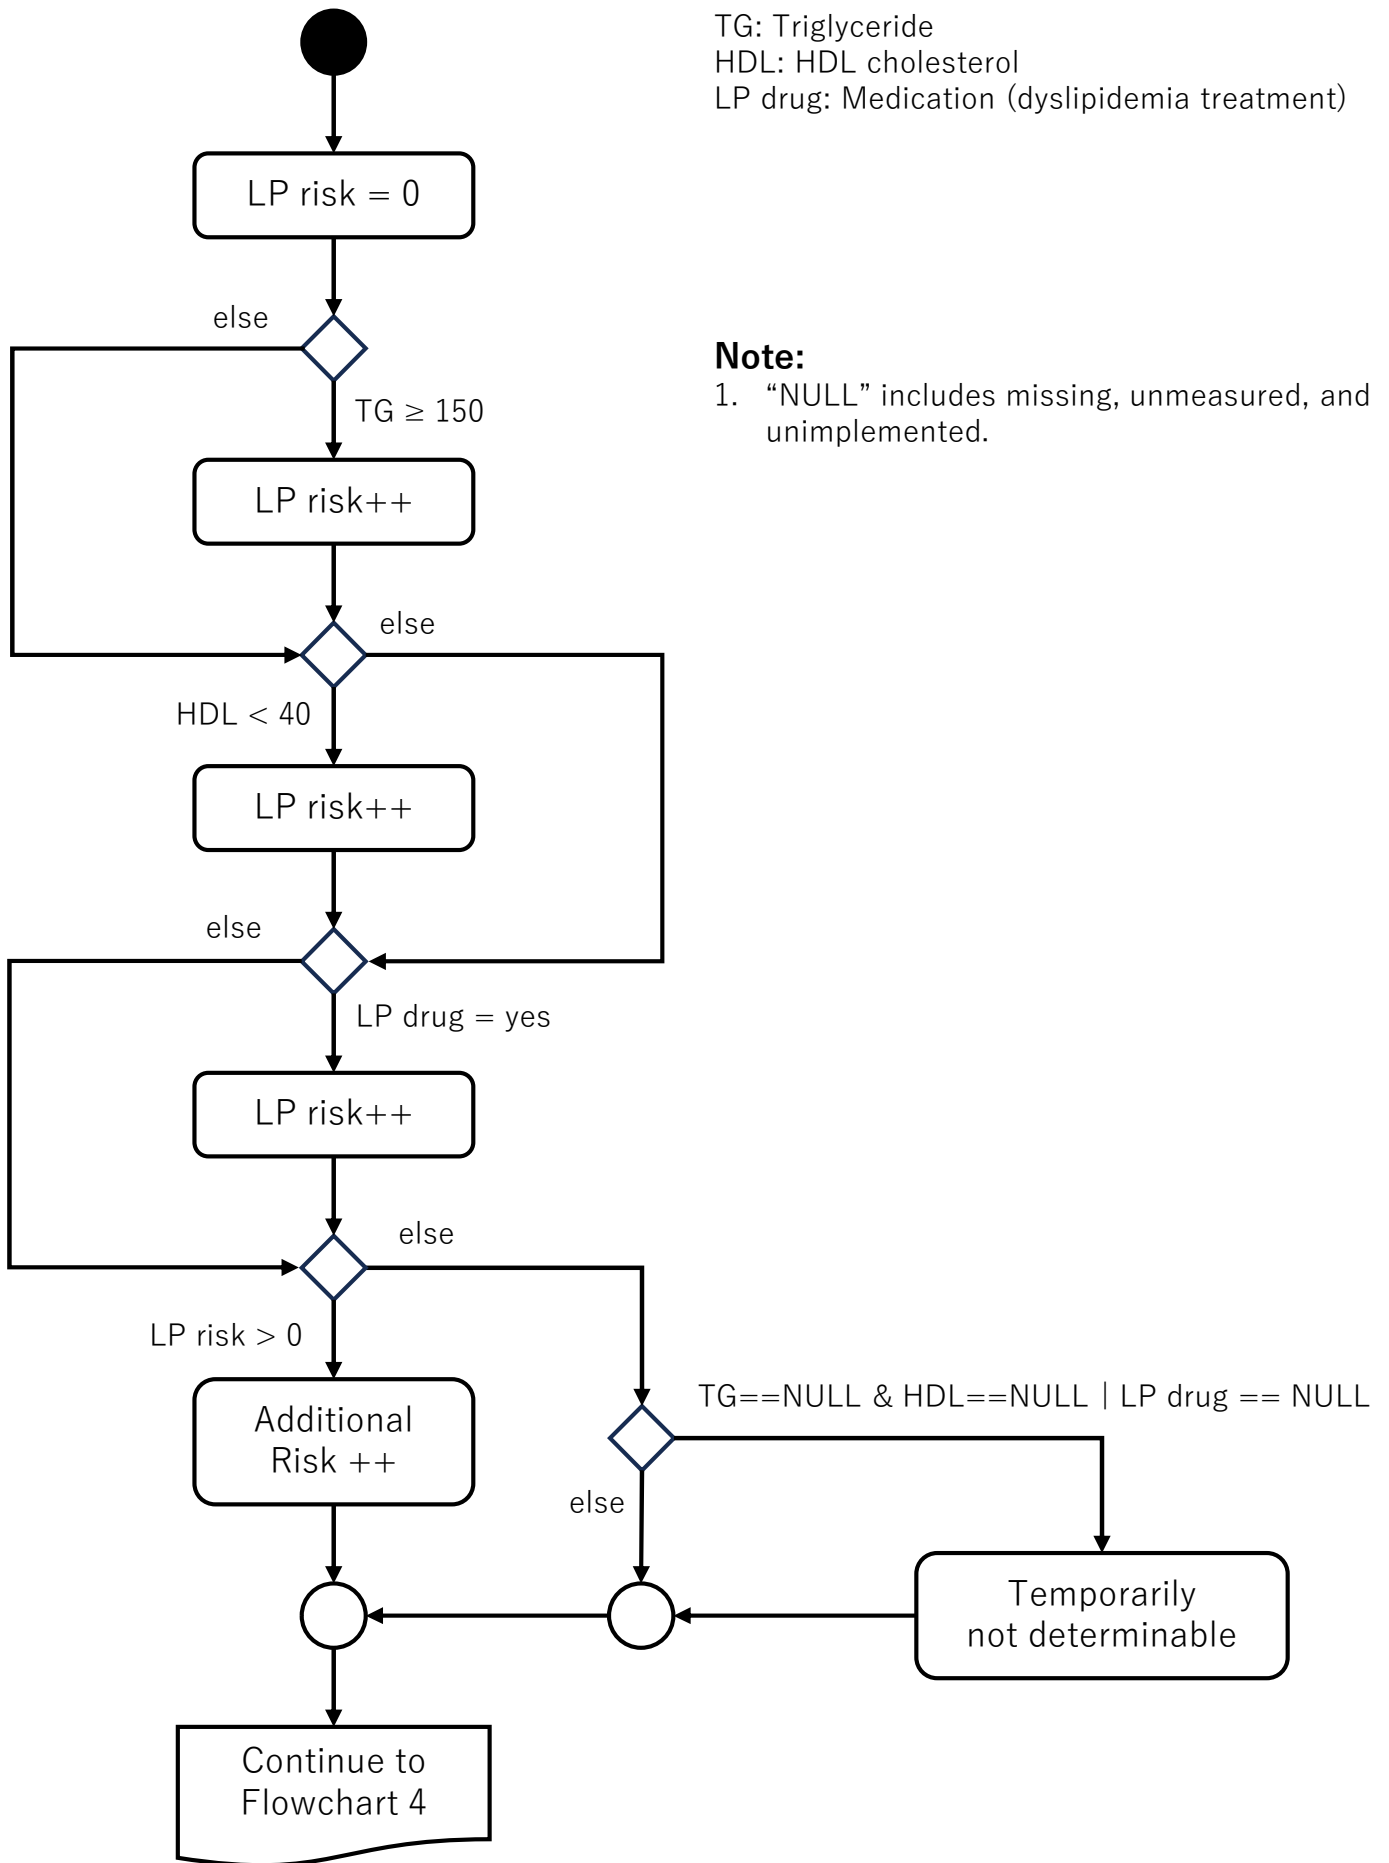 TG: Triglyceride
HDL: HDL cholesterol
LP drug: Medication (dyslipidemia treatment)
LP risk = 0
else
Note:
1. “NULL” includes missing, unmeasured, and
unimplemented.
TG ≥ 150
LP risk++
else
HDL < 40
LP risk++
else
LP drug = yes
LP risk++
else
LP risk > 0
TG==NULL & HDL==NULL | LP drug == NULL
Additional
Risk ++
else
Temporarily
not determinable
Continue to
Flowchart 4